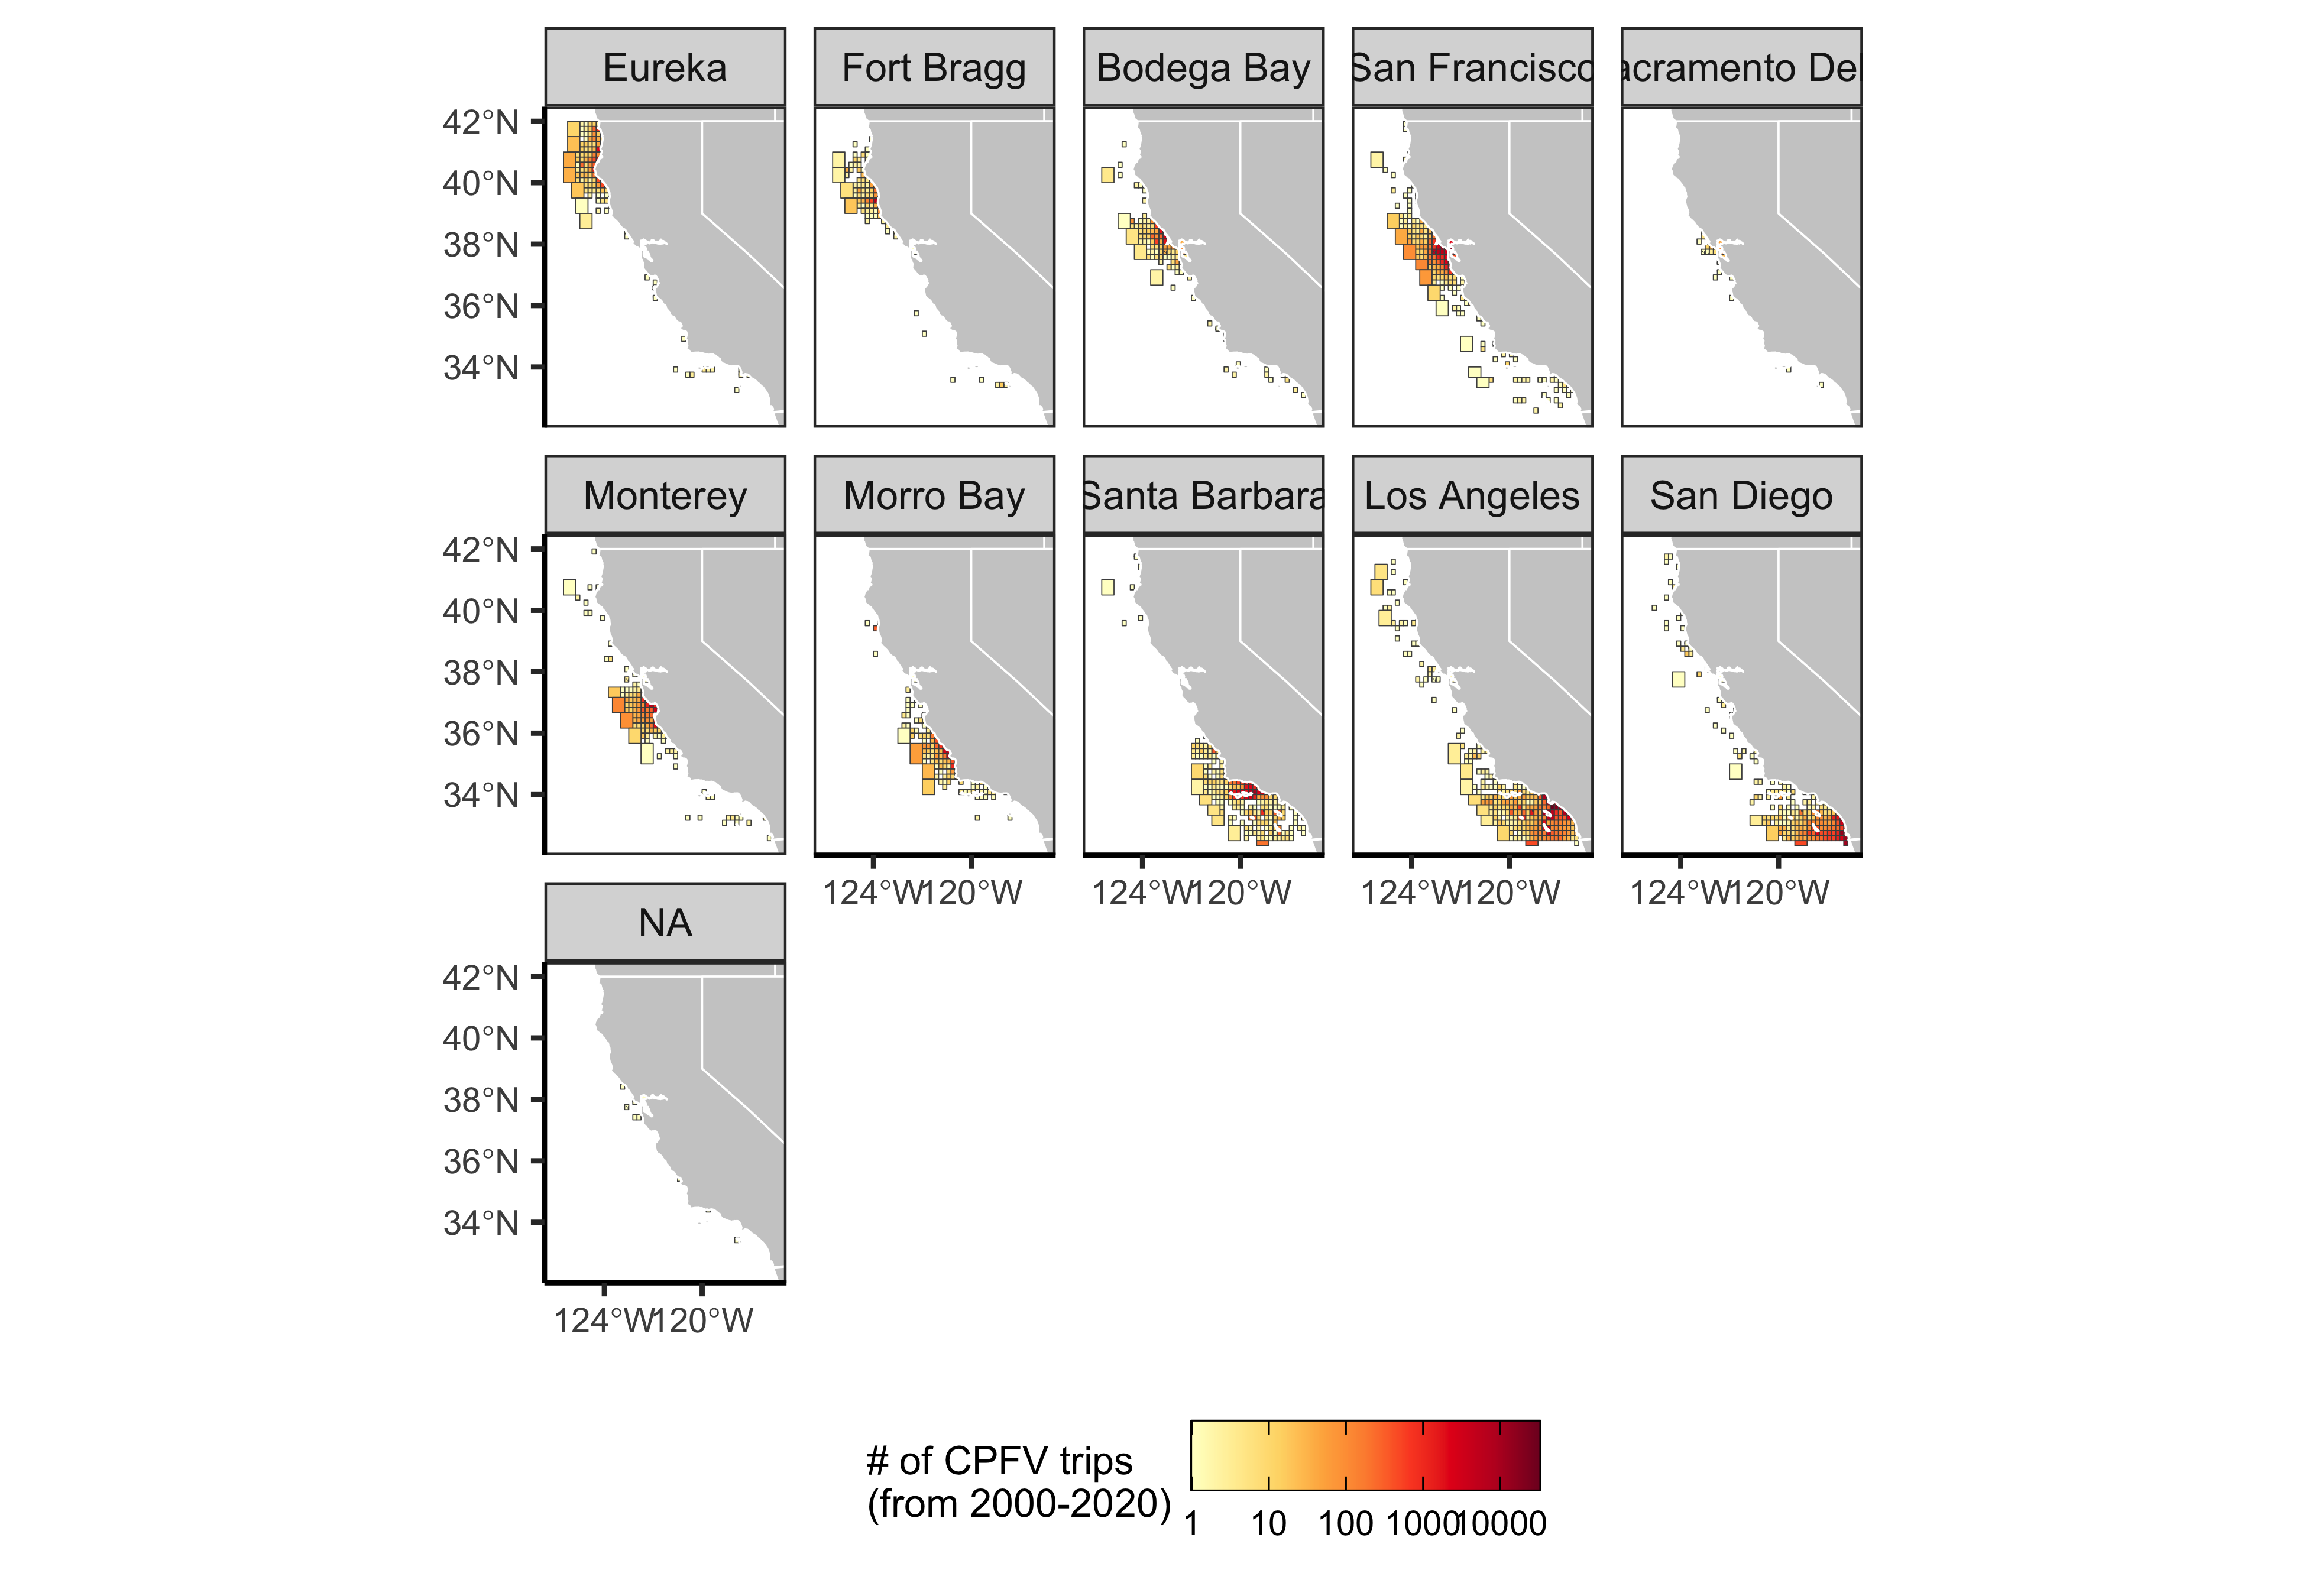 Eureka Fort Bragg Bodega Bay San Francisco acramento Del
42°N
40°N
38°N
36°N
34°N
Monterey Morro Bay Santa Barbara Los Angeles San Diego
42°N
40°N
38°N
36°N
34°N
124°W 120°W 124°W 120°W 124°W 120°W 124°W 120°W
NA
42°N
40°N
38°N
36°N
34°N
124°W 120°W
# of CPFV trips
(from 2000-2020)
1 10 100 1000 10000